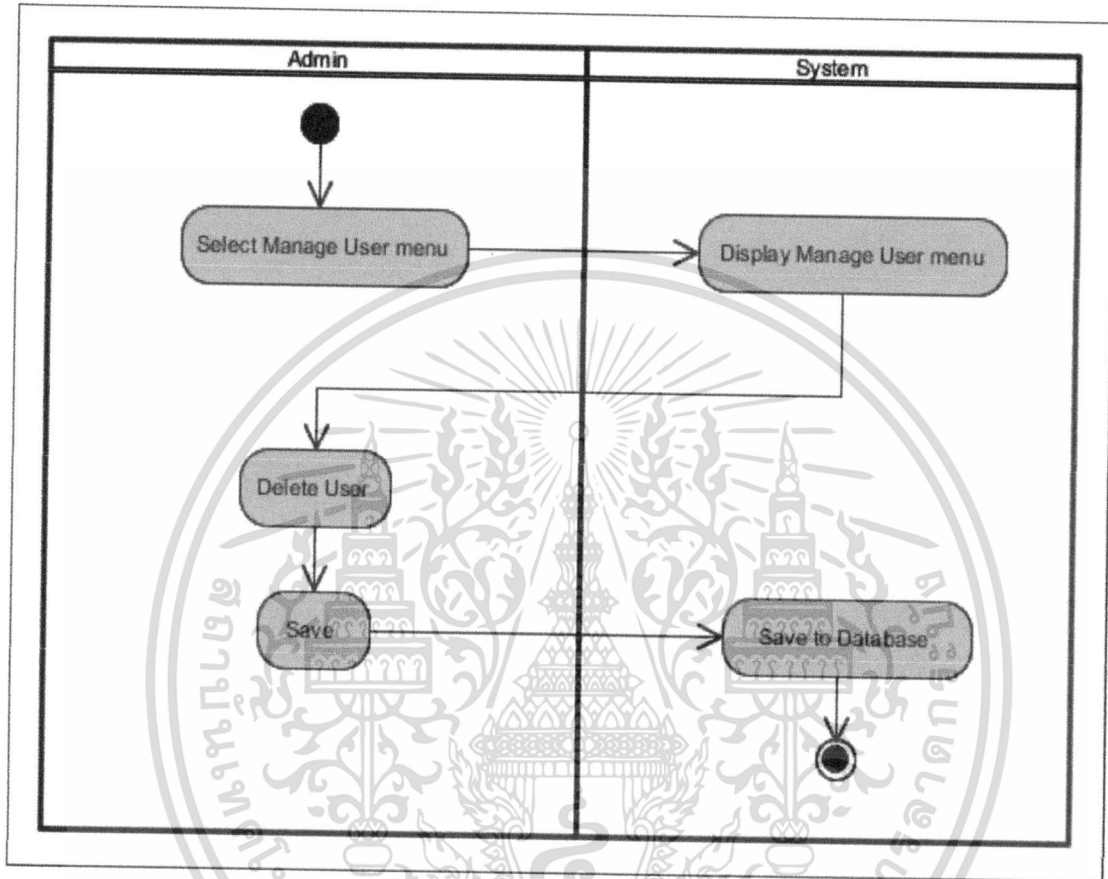 Admin
System
Select Manage User menu
Display Manage User menu
Delete User
Save
Save to Database